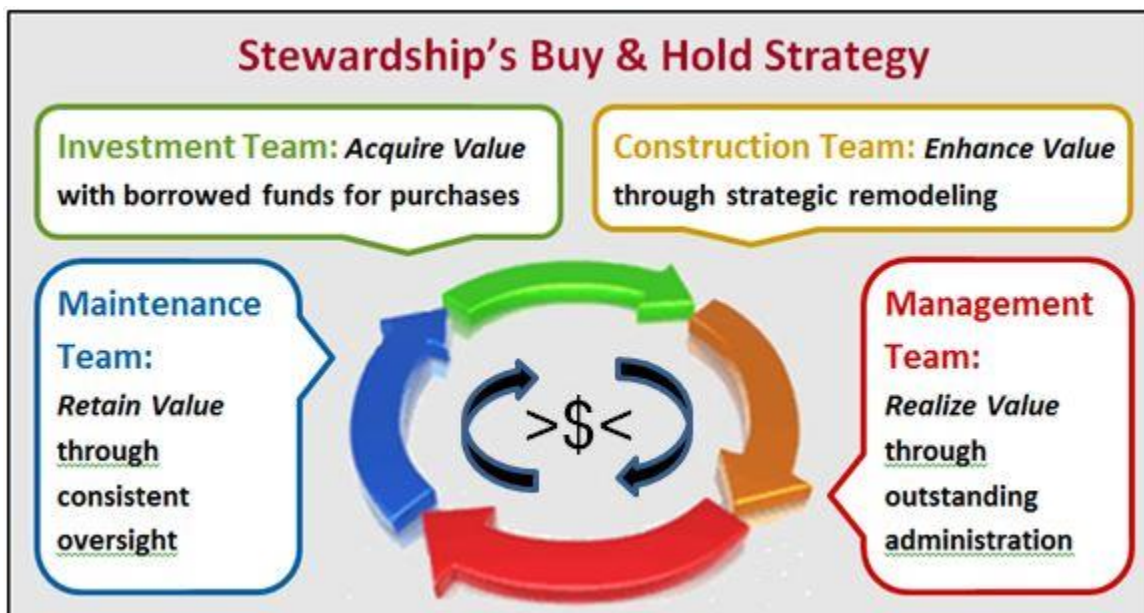 Stewardship’s Buy & Hold Strategy
Investment Team: Acquire Value
with borrowed funds for purchases
Construction Team: Enhance Value
through strategic remodeling
Maintenance
Team:
Retain Value
through
consistent
oversight
>$<
Management
Team:
Realize Value
through
outstanding
administration